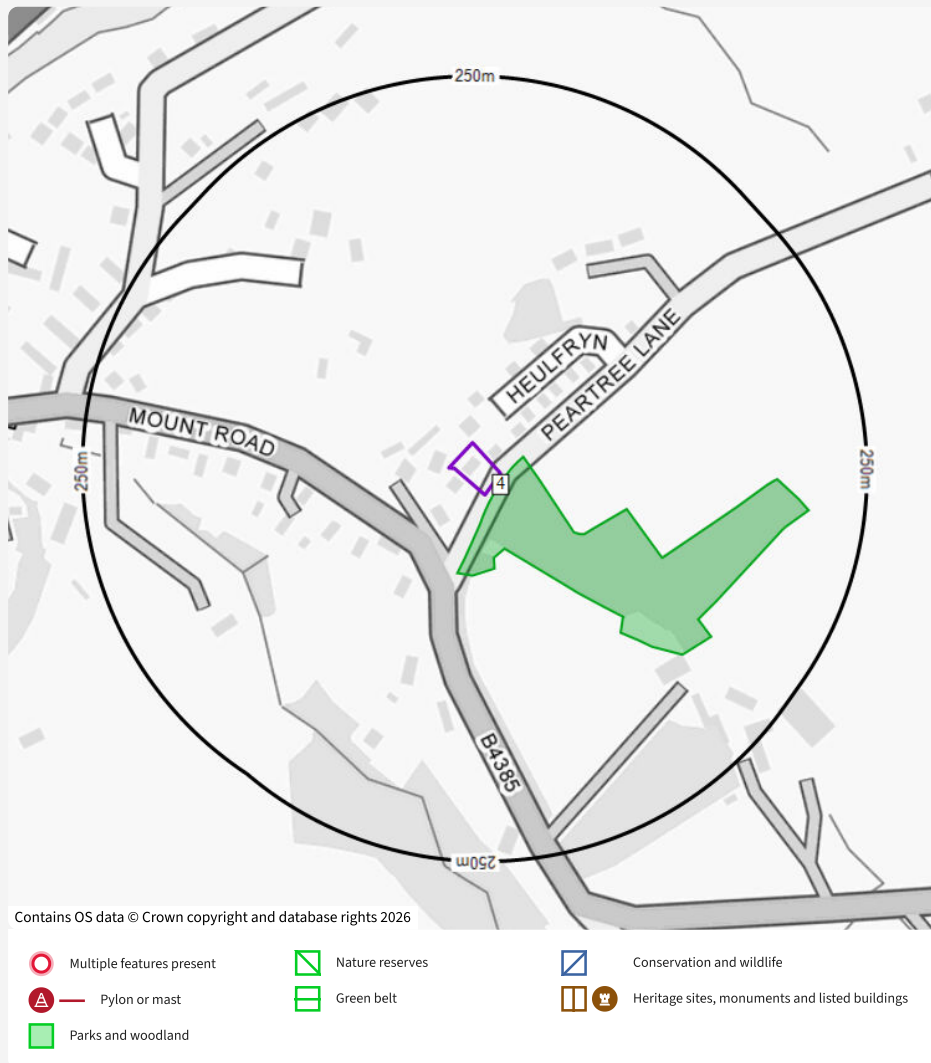 250m
HEULFRYN
PEARTREE LANE
MOUNT ROAD
250m
250m
4
B4385
250m
Contains OS data © Crown copyright and database rights 2026
Multiple features present
Nature reserves
Conservation and wildlife
Pylon or mast
Green belt
Heritage sites, monuments and listed buildings
Parks and woodland